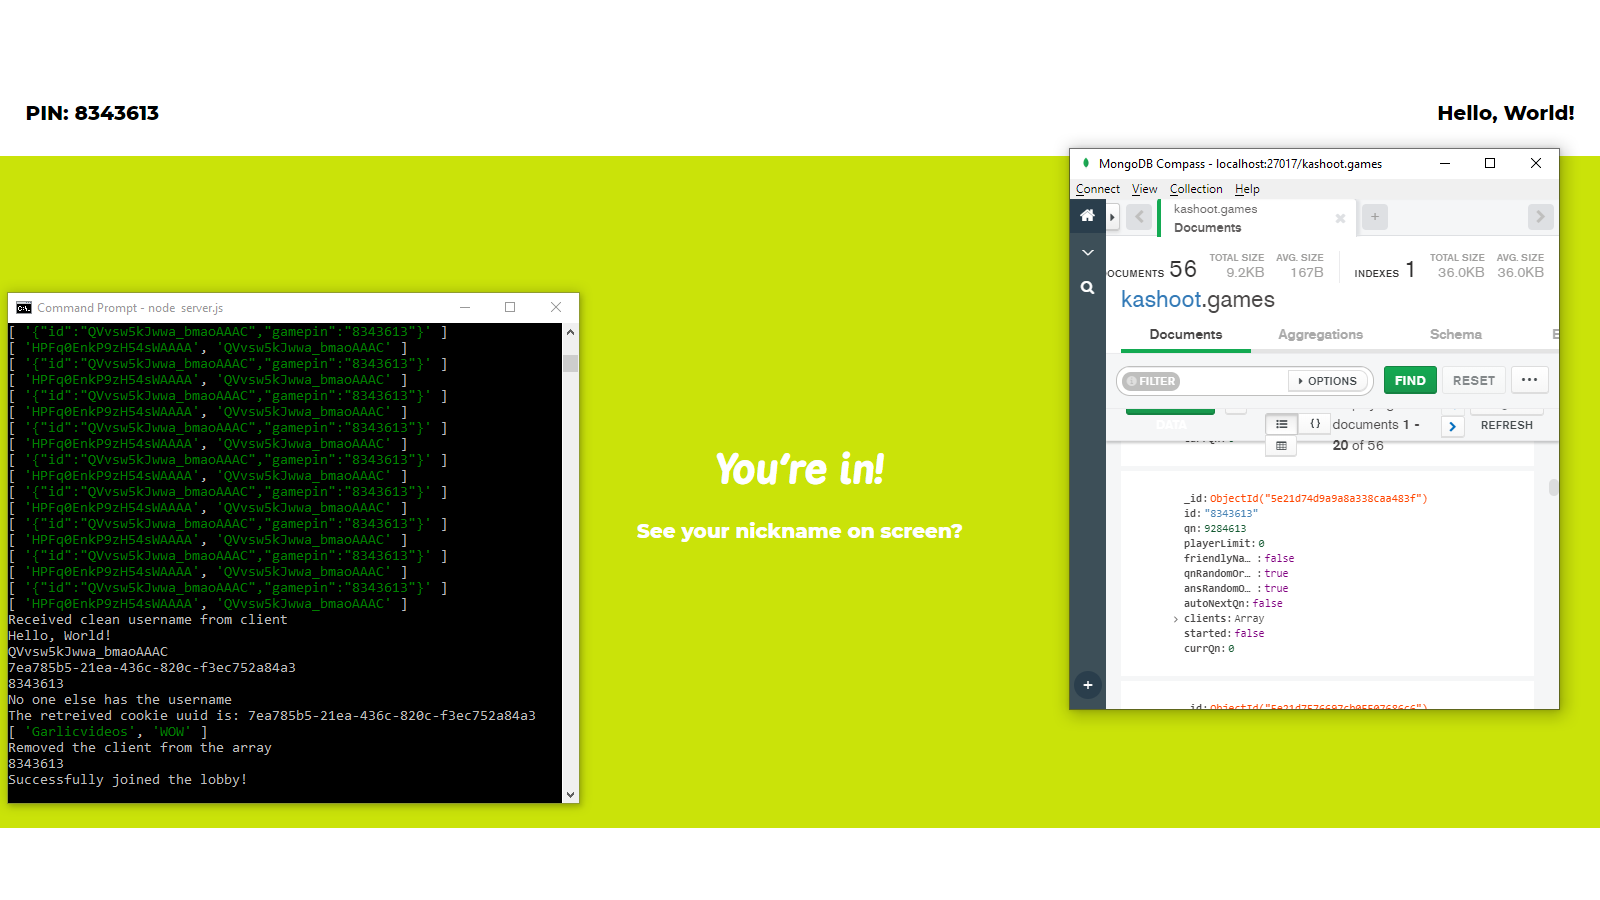 PIN: 8343613
Hello, World!
Command Prompt - node server.js
[ '{"id":"QVvsw5kJwwa_bmaoAAAC","gamepin":"8343613"}' ]
[ 'HPFq0EnkP9zH54sWAAAA', 'QVvsw5kJwwa_bmaoAAAC' ]
[ '{"id":"QVvsw5kJwwa_bmaoAAAC","gamepin":"8343613"}' ]
[ 'HPFq0EnkP9zH54sWAAAA', 'QVvsw5kJwwa_bmaoAAAC' ]
[ '{"id":"QVvsw5kJwwa_bmaoAAAC","gamepin":"8343613"}' ]
[ 'HPFq0EnkP9zH54sWAAAA', 'QVvsw5kJwwa_bmaoAAAC' ]
[ '{"id":"QVvsw5kJwwa_bmaoAAAC","gamepin":"8343613"}' ]
[ 'HPFq0EnkP9zH54sWAAAA', 'QVvsw5kJwwa_bmaoAAAC' ]
[ '{"id":"QVvsw5kJwwa_bmaoAAAC","gamepin":"8343613"}' ]
[ 'HPFq0EnkP9zH54sWAAAA', 'QVvsw5kJwwa_bmaoAAAC' ]
[ '{"id":"QVvsw5kJwwa_bmaoAAAC","gamepin":"8343613"}' ]
[ 'HPFq0EnkP9zH54sWAAAA', 'QVvsw5kJwwa_bmaoAAAC' ]
[ '{"id":"QVvsw5kJwwa_bmaoAAAC","gamepin":"8343613"}' ]
[ 'HPFq0EnkP9zH54sWAAAA', 'QVvsw5kJwwa_bmaoAAAC' ]
[ '{"id":"QVvsw5kJwwa_bmaoAAAC","gamepin":"8343613"}' ]
[ 'HPFq0EnkP9zH54sWAAAA', 'QVvsw5kJwwa_bmaoAAAC' ]
[ '{"id":"QVvsw5kJwwa_bmaoAAAC","gamepin":"8343613"}' ]
[ 'HPFq0EnkP9zH54sWAAAA', 'QVvsw5kJwwa_bmaoAAAC' ]
Received clean username from client
Hello, World!
QVvsw5kJwwa_bmaoAAAC
7ea785b5-21ea-436c-820c-f3ec752a84a3
8343613
No one else has the username
The retreived cookie uuid is: 7ea785b5-21ea-436c-820c-f3ec752a84a3
[ 'Garlicvideos', 'WOW' ]
Removed the client from the array
8343613
Successfully joined the lobby!
You're in!
See your nickname on screen?
MongoDB Compass - localhost:27017/kashoot.games
Connect View Collection Help
kashoot.games
Documents
OCUMENTS 56 TOTAL SIZE 9.2KB AVG. SIZE 167B INDEXES 1 TOTAL SIZE 36.0KB AVG. SIZE 36.0KB
kashoot.games
Documents Aggregations Schema E
FILTER OPTIONS FIND RESET ...
DATA documents 1 - REFRESH
20 of 56
_id: ObjectId("5e21d74d9a9a8a338caa483f")
id: "8343613"
qn: 9284613
playerLimit: 0
friendlyNa... : false
qnRandomOr... : true
ansRandomO... : true
autoNextQn: false
clients: Array
started: false
currQn: 0